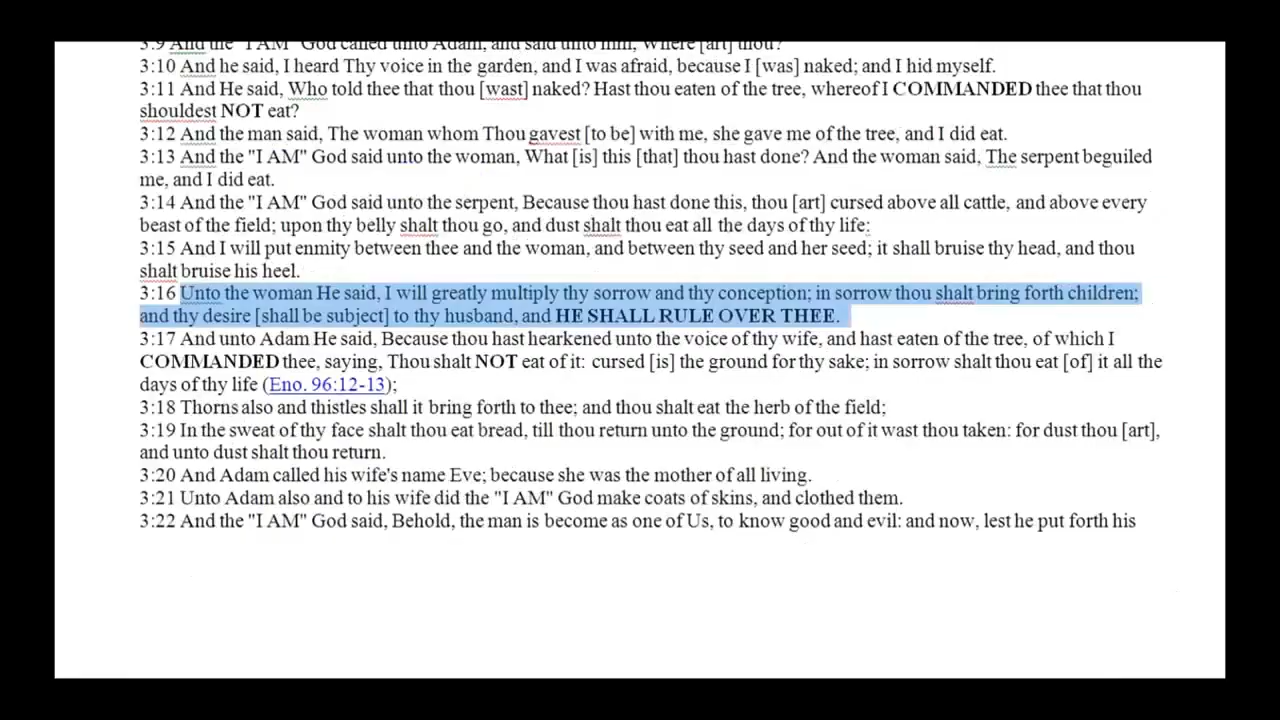 3:9 And the "I AM" God called unto Adam, and said unto him, Where [art] thou?
3:10 And he said, I heard Thy voice in the garden, and I was afraid, because I [was] naked; and I hid myself.
3:11 And He said, Who told thee that thou [wast] naked? Hast thou eaten of the tree, whereof I COMMANDED thee that thou
shouldest NOT eat?
3:12 And the man said, The woman whom Thou gavest [to be] with me, she gave me of the tree, and I did eat.
3:13 And the "I AM" God said unto the woman, What [is] this [that] thou hast done? And the woman said, The serpent beguiled
me, and I did eat.
3:14 And the "I AM" God said unto the serpent, Because thou hast done this, thou [art] cursed above all cattle, and above every
beast of the field; upon thy belly shalt thou go, and dust shalt thou eat all the days of thy life:
3:15 And I will put enmity between thee and the woman, and between thy seed and her seed; it shall bruise thy head, and thou
shalt bruise his heel.
3:16 Unto the woman He said, I will greatly multiply thy sorrow and thy conception; in sorrow thou shalt bring forth children;
and thy desire [shall be subject] to thy husband, and HE SHALL RULE OVER THEE.
3:17 And unto Adam He said, Because thou hast hearkened unto the voice of thy wife, and hast eaten of the tree, of which I
COMMANDED thee, saying, Thou shalt NOT eat of it: cursed [is] the ground for thy sake; in sorrow shalt thou eat [of] it all the
days of thy life (Eno. 96:12-13);
3:18 Thorns also and thistles shall it bring forth to thee; and thou shalt eat the herb of the field;
3:19 In the sweat of thy face shalt thou eat bread, till thou return unto the ground; for out of it wast thou taken: for dust thou [art],
and unto dust shalt thou return.
3:20 And Adam called his wife's name Eve; because she was the mother of all living.
3:21 Unto Adam also and to his wife did the "I AM" God make coats of skins, and clothed them.
3:22 And the "I AM" God said, Behold, the man is become as one of Us, to know good and evil: and now, lest he put forth his